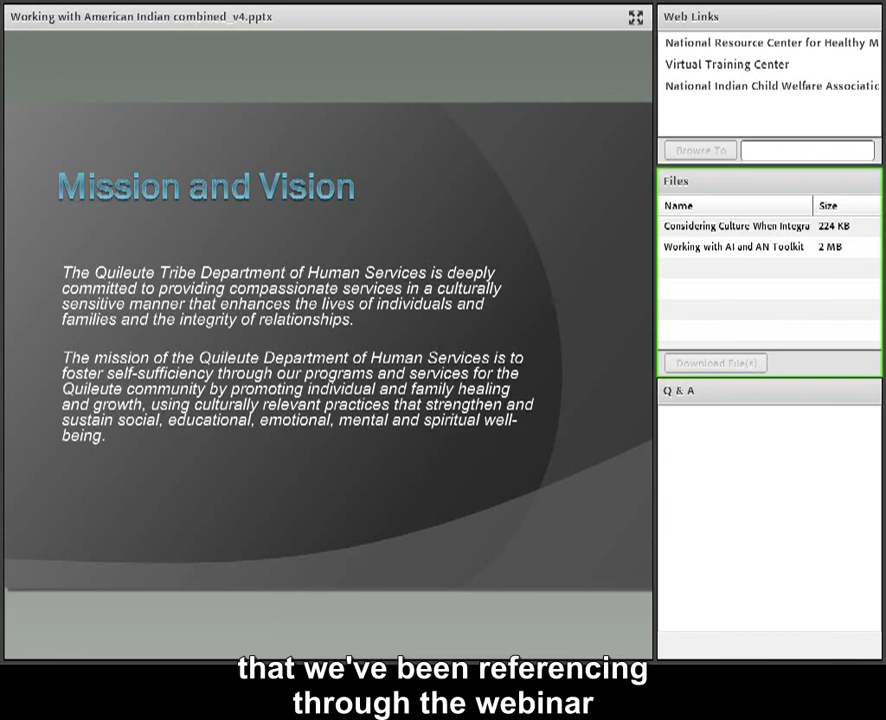 Working with American Indian combined_v4.pptx
Mission and Vision
The Quileute Tribe Department of Human Services is deeply
committed to providing compassionate services in a culturally
sensitive manner that enhances the lives of individuals and
families and the integrity of relationships.
The mission of the Quileute Department of Human Services is to
foster self-sufficiency through our programs and services for the
Quileute community by promoting individual and family healing
and growth, using culturally relevant practices that strengthen and
sustain social, educational, emotional, mental and spiritual well-
being.
Web Links
National Resource Center for Healthy M
Virtual Training Center
National Indian Child Welfare Associatic
Browse To
Files
Name Size
Considering Culture When Integra 224 KB
Working with AI and AN Toolkit 2 MB
Download File(s)
Q & A
that we've been referencing
through the webinar